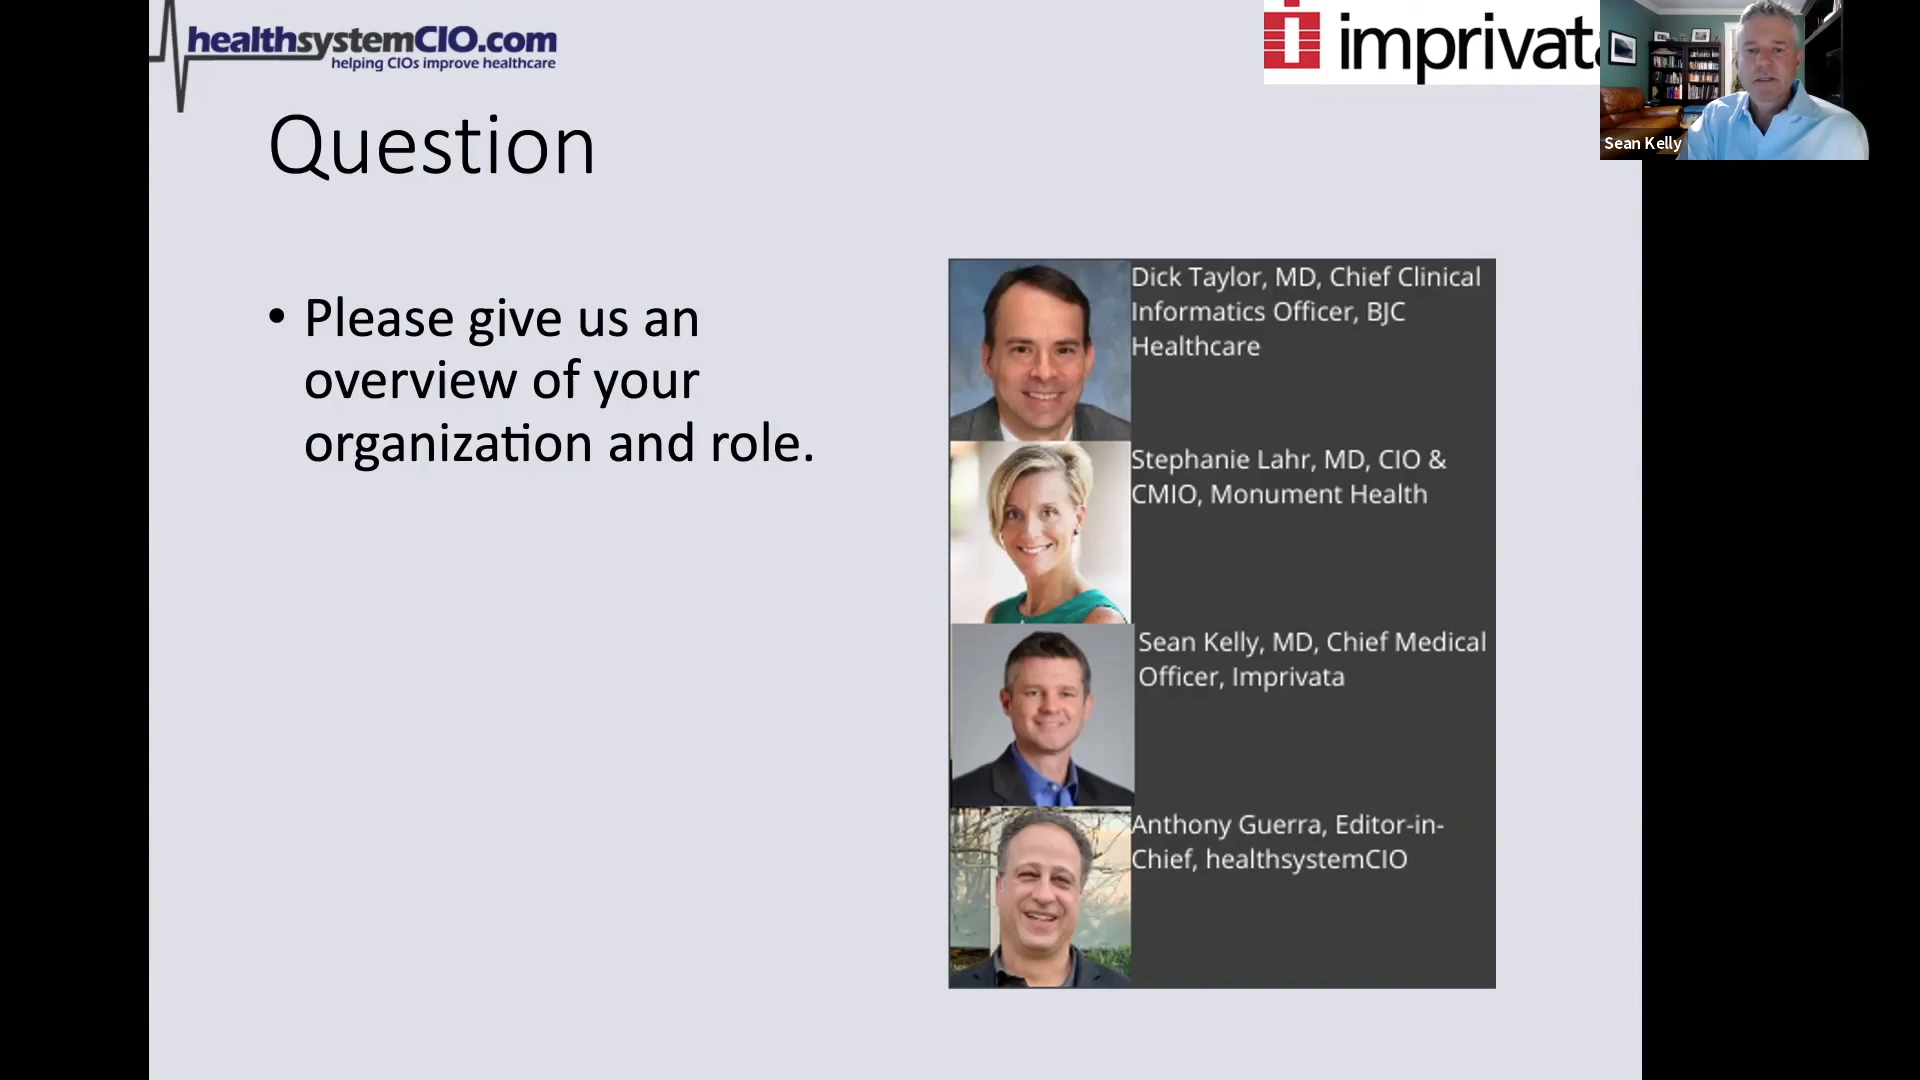 healthsystemCIO.com
helping CIOs improve healthcare
imprivata
Sean Kelly
Question
• Please give us an
overview of your
organization and role.
Dick Taylor, MD, Chief Clinical
Informatics Officer, BJC
Healthcare
Stephanie Lahr, MD, CIO &
CMIO, Monument Health
Sean Kelly, MD, Chief Medical
Officer, Imprivata
Anthony Guerra, Editor-in-
Chief, healthsystemCIO